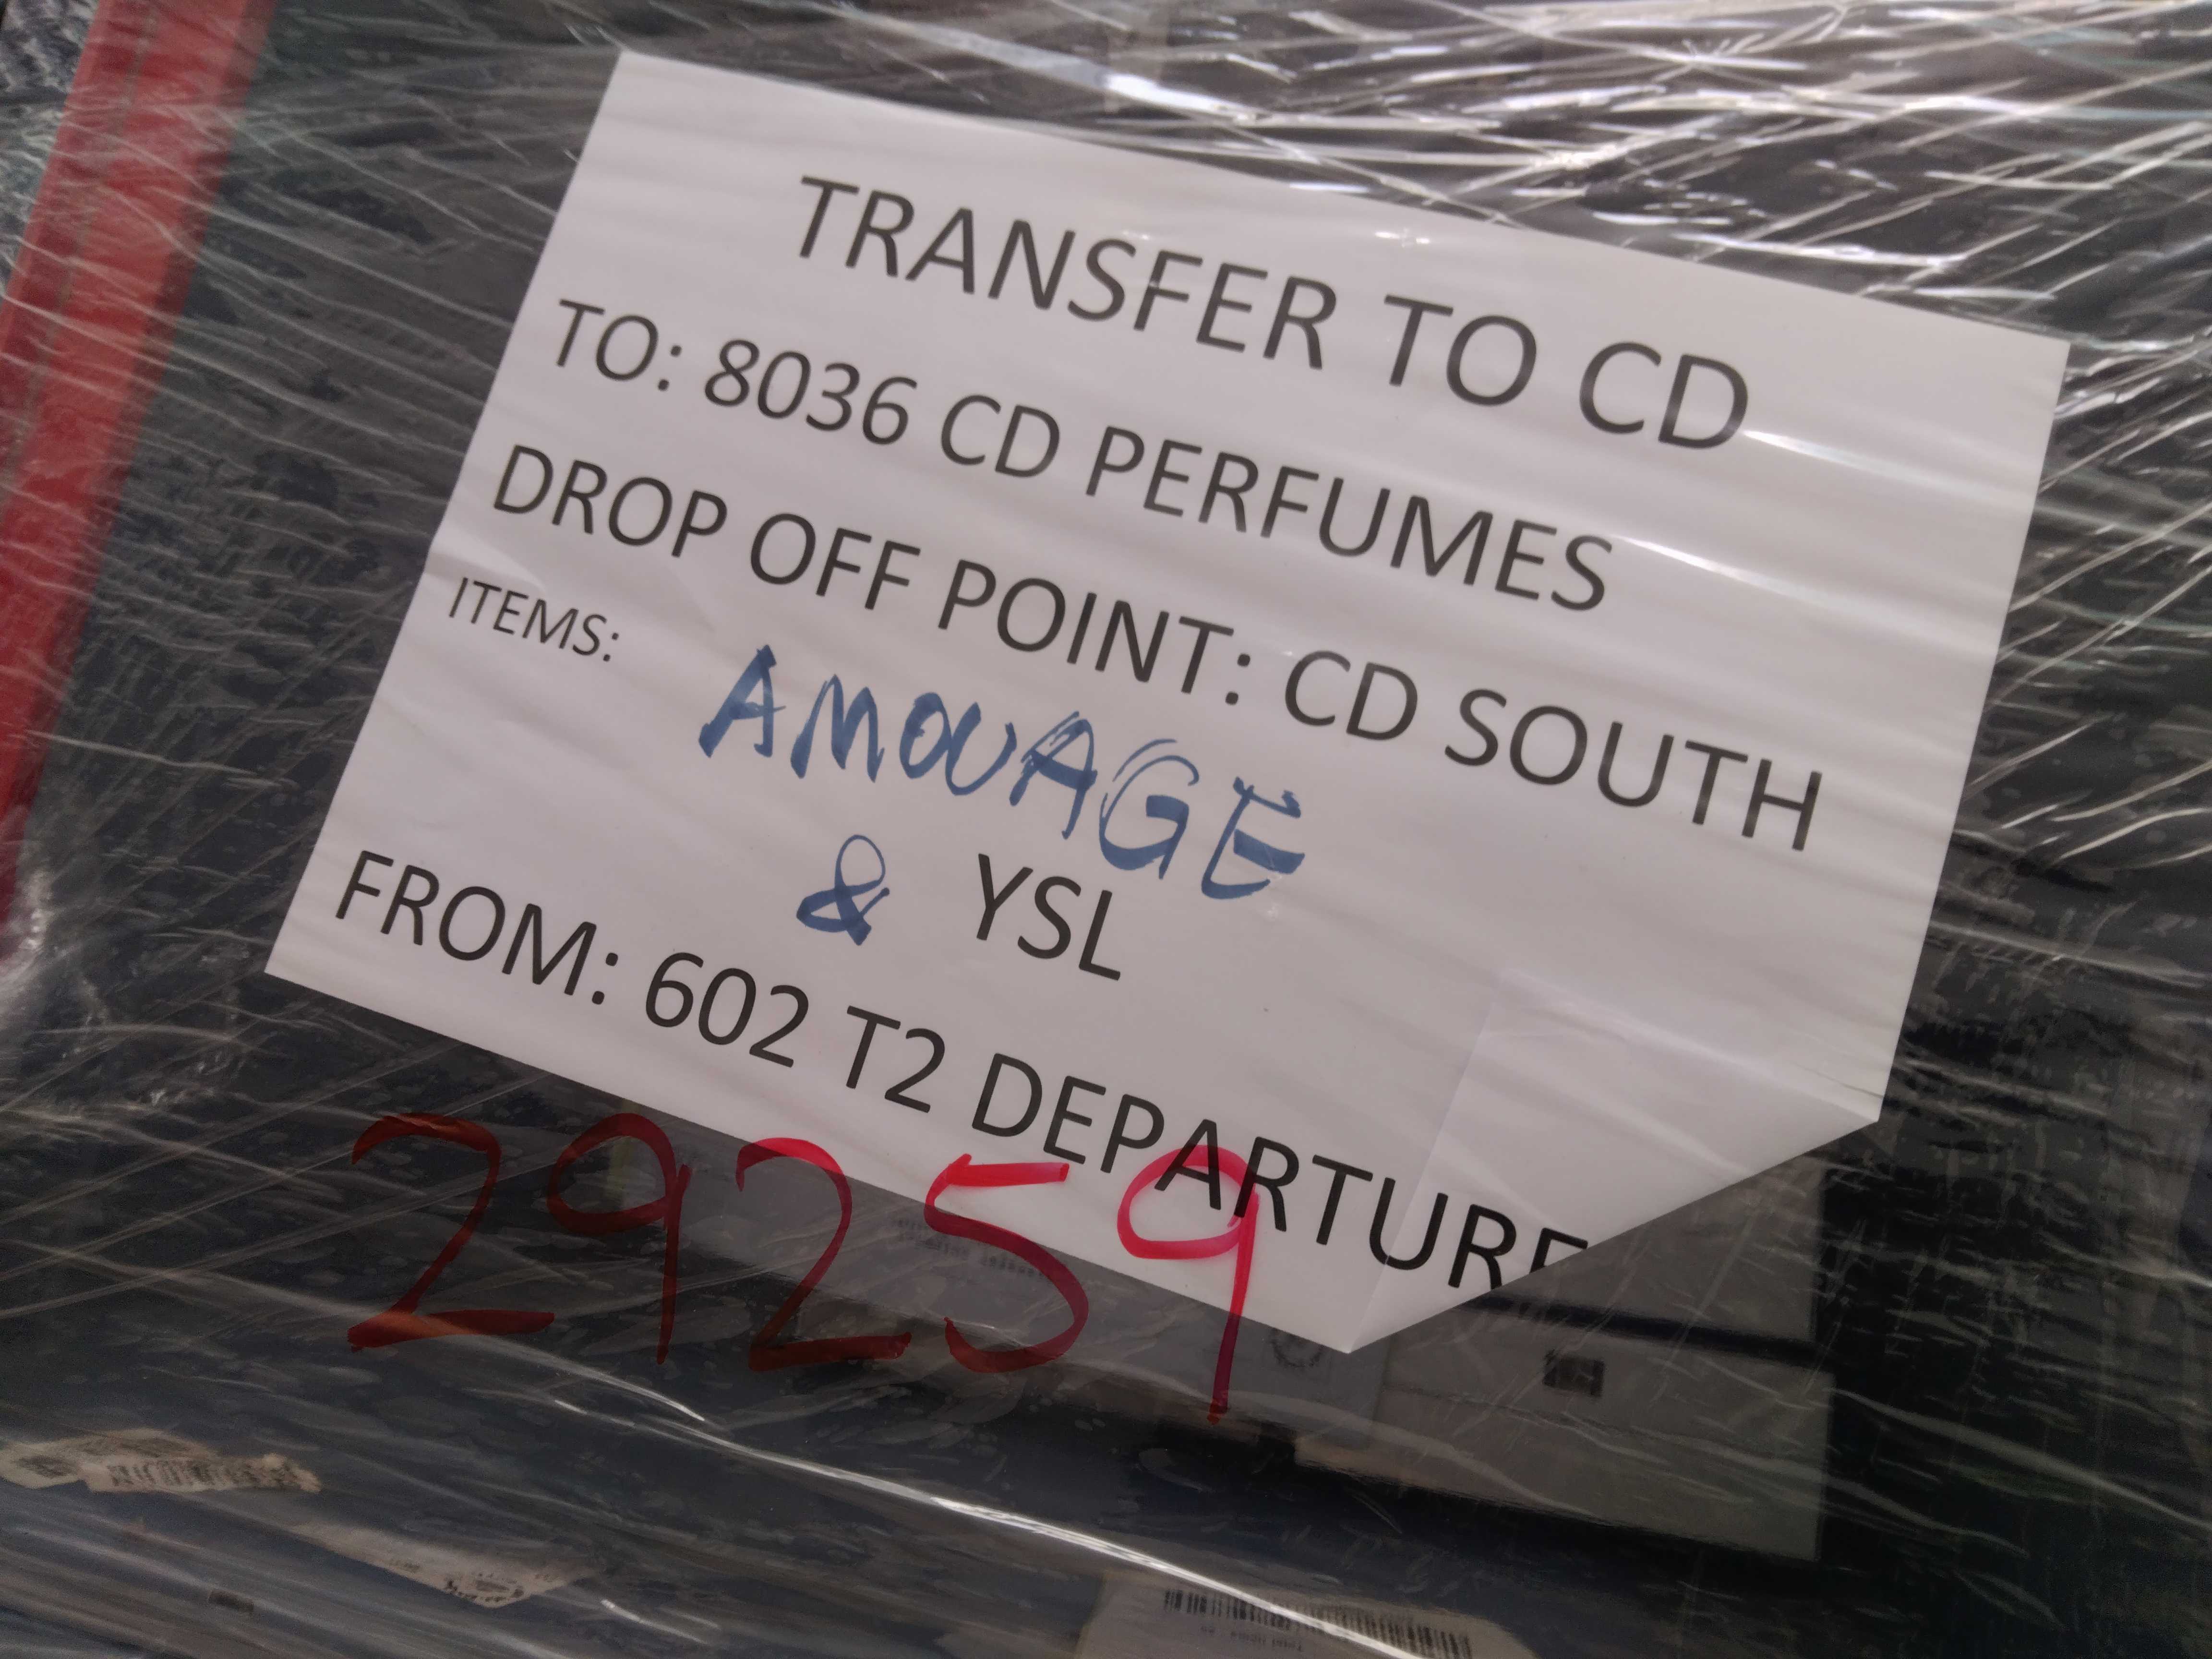 TRANSFER TO CD
TO: 8036 CD PERFUMES
DROP OFF POINT: CD SOUTH
ITEMS:
AMOUAGE
& YSL
FROM: 602 T2 DEPARTURE
29259